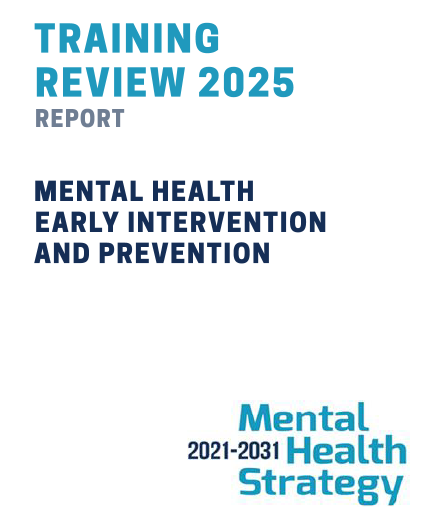 TRAINING
REVIEW 2025
REPORT
MENTAL HEALTH
EARLY INTERVENTION
AND PREVENTION
Mental
2021-2031 Health
Strategy